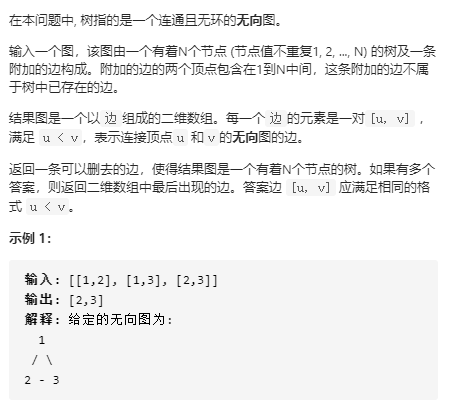 在本问题中, 树指的是一个连通且无环的无向图。
输入一个图，该图由一个有着N个节点 (节点值不重复1, 2, ..., N) 的树及一条
附加的边构成。附加的边的两个顶点包含在1到N中间，这条附加的边不属
于树中已存在的边。
结果图是一个以 边 组成的二维数组。每一个 边 的元素是一对 [u, v] ，
满足 u < v，表示连接顶点 u 和 v 的无向图的边。
返回一条可以删去的边，使得结果图是一个有着N个节点的树。如果有多个
答案，则返回二维数组中最后出现的边。答案边 [u, v] 应满足相同的格
式 u < v。
示例 1：
输入: [[1,2], [1,3], [2,3]]
输出: [2,3]
解释: 给定的无向图为:
1
/ \
2 - 3